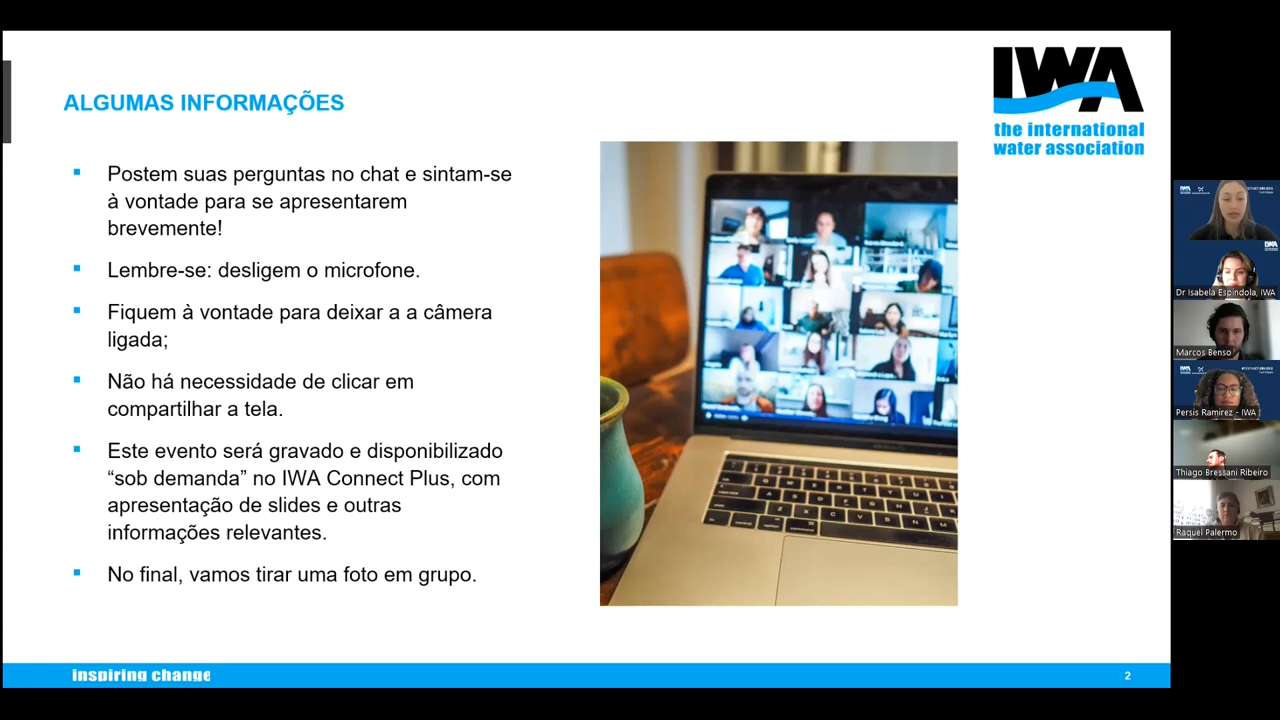 ALGUMAS INFORMAÇÕES
IWA
the international
water association
Postem suas perguntas no chat e sintam-se
à vontade para se apresentarem
brevemente!
Lembre-se: desligem o microfone.
Fiquem à vontade para deixar a a câmera
ligada;
Não há necessidade de clicar em
compartilhar a tela.
Este evento será gravado e disponibilizado
“sob demanda” no IWA Connect Plus, com
apresentação de slides e outras
informações relevantes.
No final, vamos tirar uma foto em grupo.
inspiring change
2
Dr Isabela Espindola, IWA
Marcos Benso
Persis Ramirez - IWA
Thiago Bressani Ribeiro
Raquel Palermo